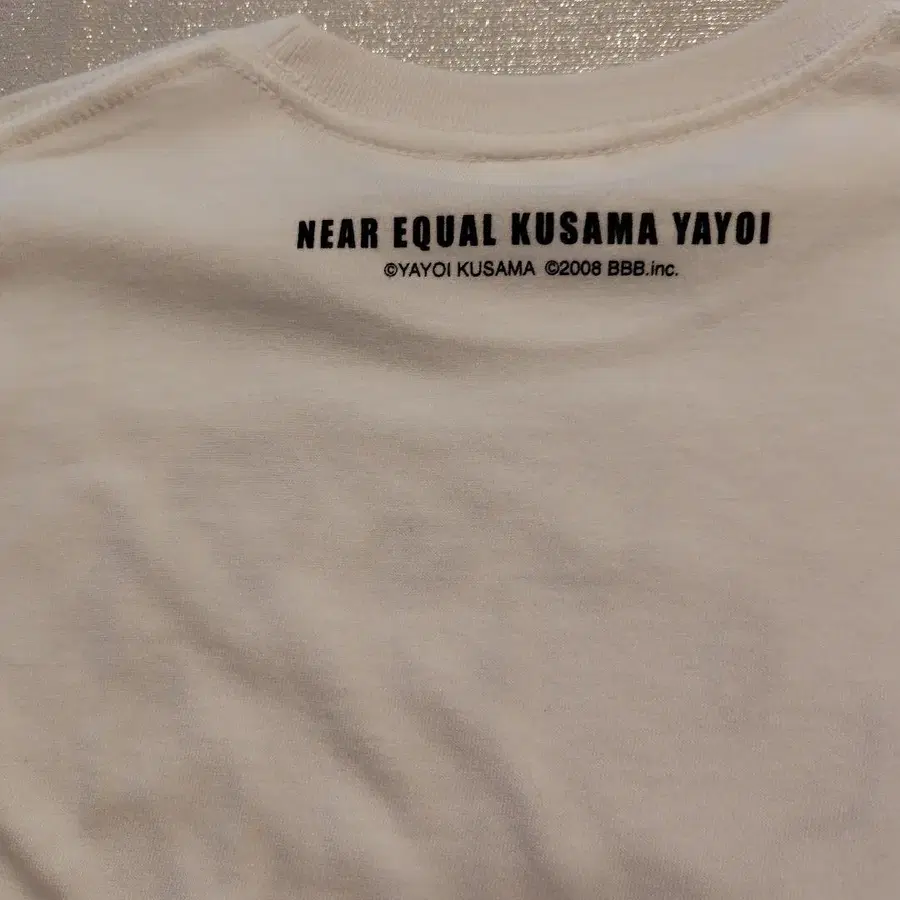 NEAR EQUAL KUSAMA YAYOI
©YAYOI KUSAMA ©2008 BBB.inc.